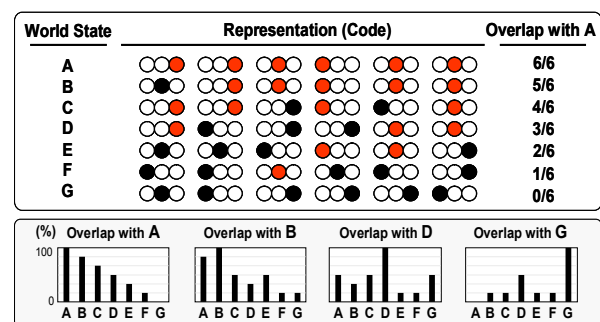 World State Representation (Code) Overlap with A
A 6/6
B 5/6
C 4/6
D 3/6
E 2/6
F 1/6
G 0/6
(%) Overlap with A Overlap with B Overlap with D Overlap with G
100
0
A B C D E F G A B C D E F G A B C D E F G A B C D E F G